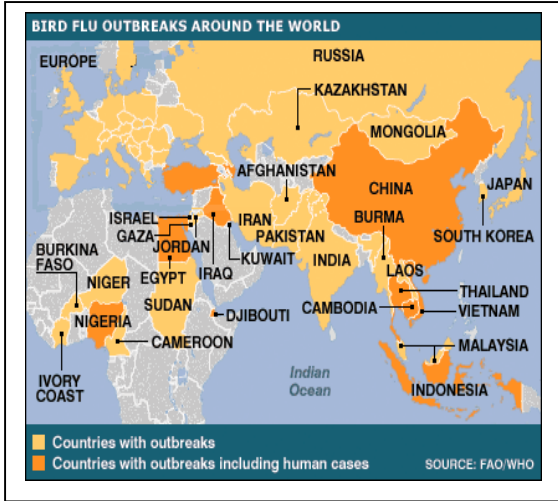 BIRD FLU OUTBREAKS AROUND THE WORLD
RUSSIA
EUROPE
KAZAKHSTAN
MONGOLIA
AFGHANISTAN
CHINA
JAPAN
BURMA
ISRAEL
IRAN
GAZA
PAKISTAN
SOUTH KOREA
JORDAN
KUWAIT
INDIA
BURKINA
FASO
LAOS
EGYPT
IRAQ
NIGER
THAILAND
SUDAN
CAMBODIA
VIETNAM
NIGERIA
DJIBOUTI
CAMEROON
MALAYSIA
IVORY
COAST
Indian
Ocean
INDONESIA
Countries with outbreaks
Countries with outbreaks including human cases
SOURCE: FAO/WHO